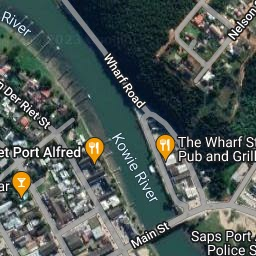 River
Nelson
Wharf Road
n Der Riet St
Kowie River
et Port Alfred
The Wharf St
Pub and Grill
ar
Main St
Saps Port
Police S